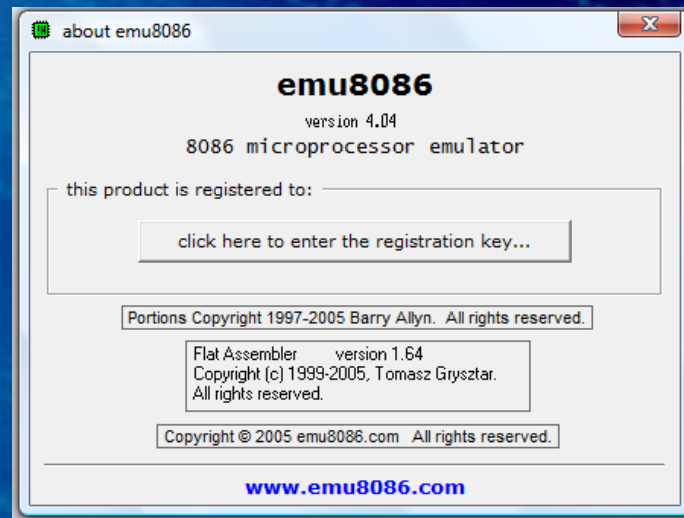 about emu8086
emu8086
version 4.04
8086 microprocessor emulator
this product is registered to:
click here to enter the registration key...
Portions Copyright 1997-2005 Barry Allyn. All rights reserved.
Flat Assembler version 1.64
Copyright (c) 1999-2005, Tomasz Grysztar.
All rights reserved.
Copyright © 2005 emu8086.com All rights reserved.
www.emu8086.com